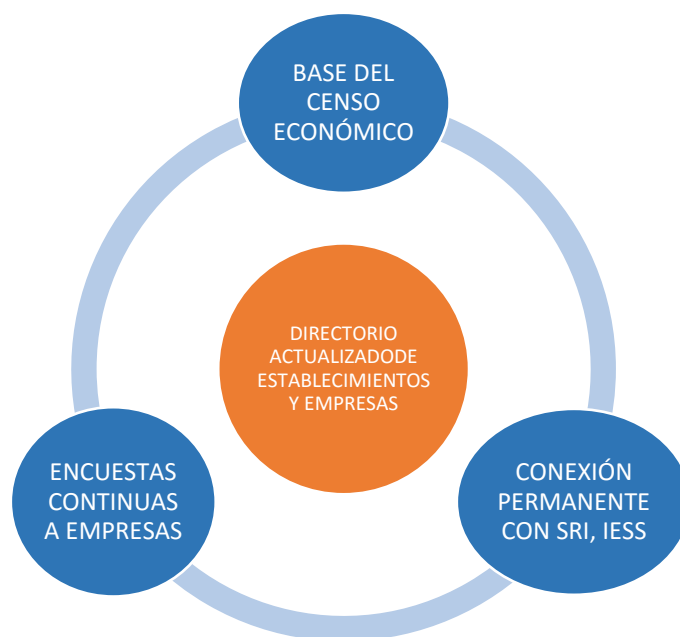 BASE DEL
CENSO
ECONÓMICO
DIRECTORIO
ACTUALIZADODE
ESTABLECIMIENTOS
Y EMPRESAS
ENCUESTAS
CONTINUAS
A EMPRESAS
CONEXIÓN
PERMANENTE
CON SRI, IESS